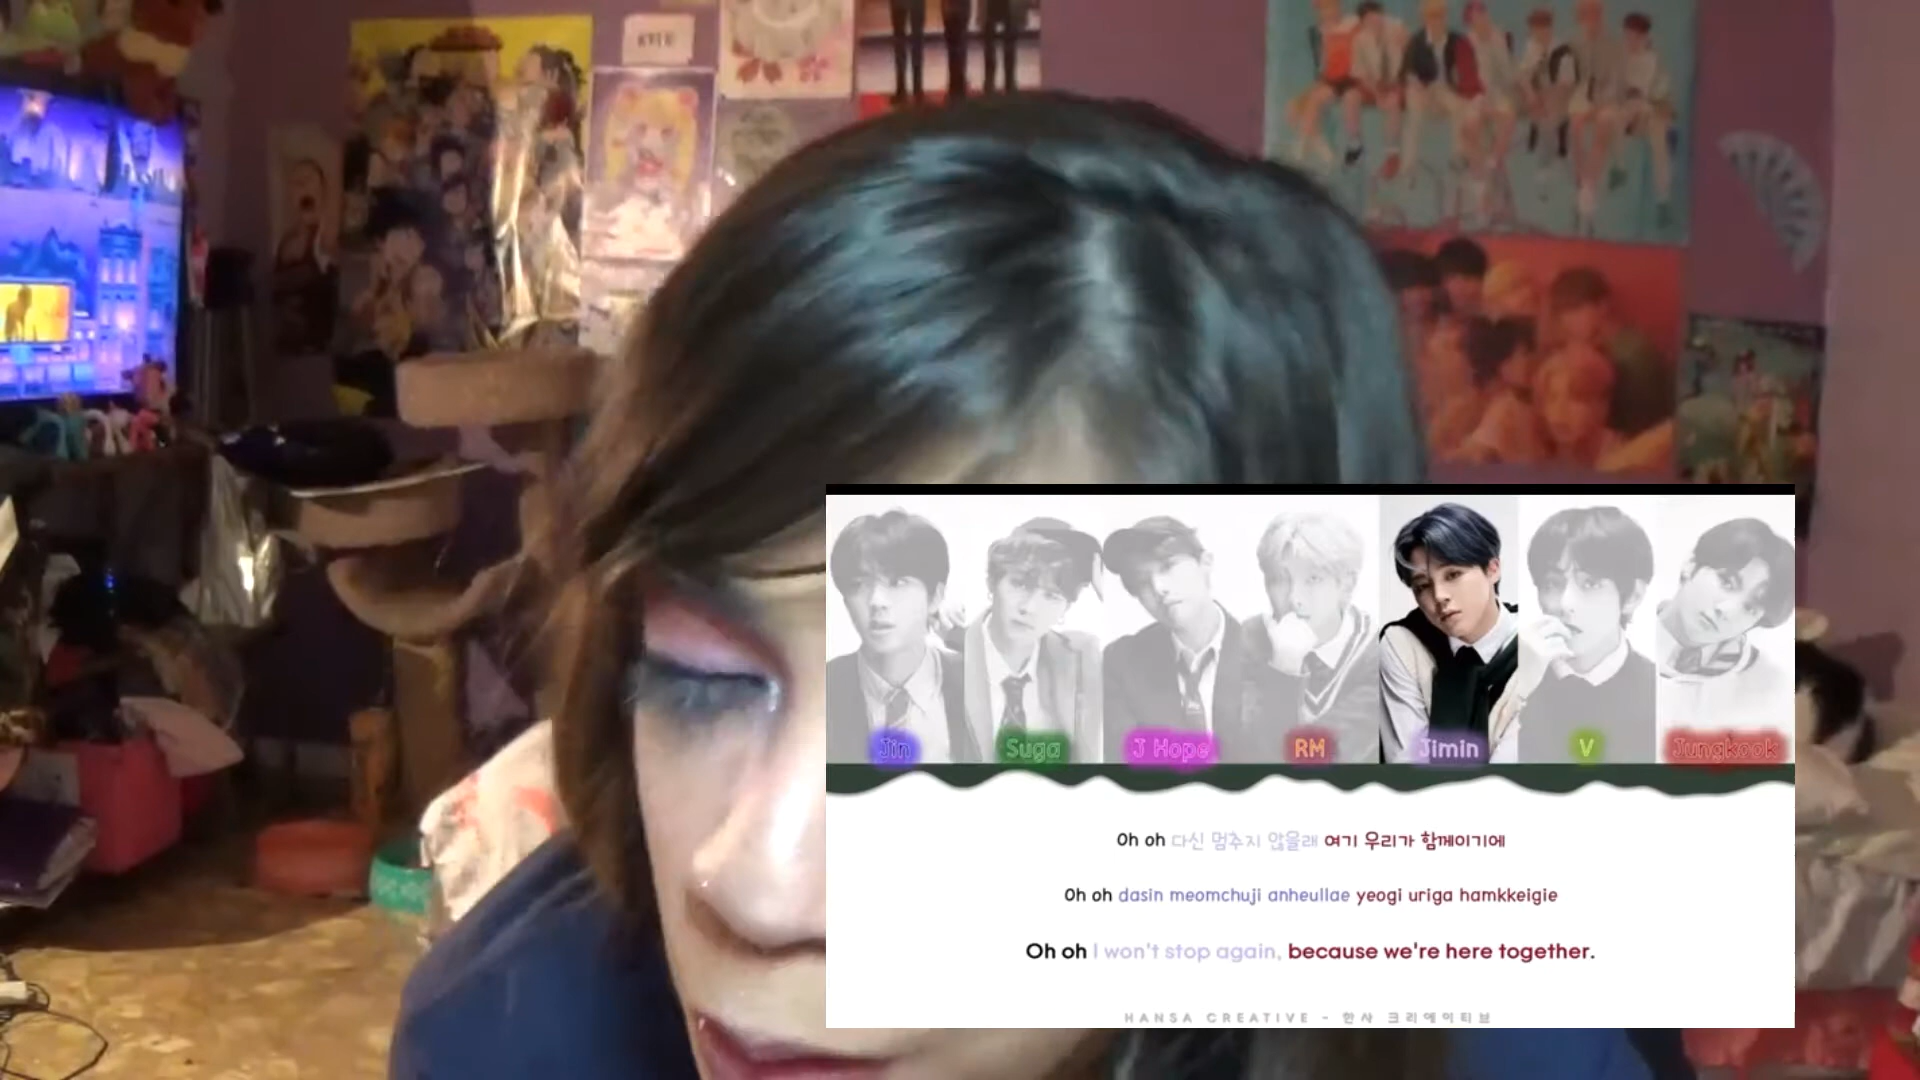 KYLE
Jin Suga J Hope RM Jimin V Jungkook
Oh oh 다신 멈추지 않을래 여기 우리가 함께이기에
Oh oh dasin meomchuji anheullae yeogi uriga hamkkeigie
Oh oh I won't stop again, because we're here together.
HANSA CREATIVE - 한사 크리에이티브